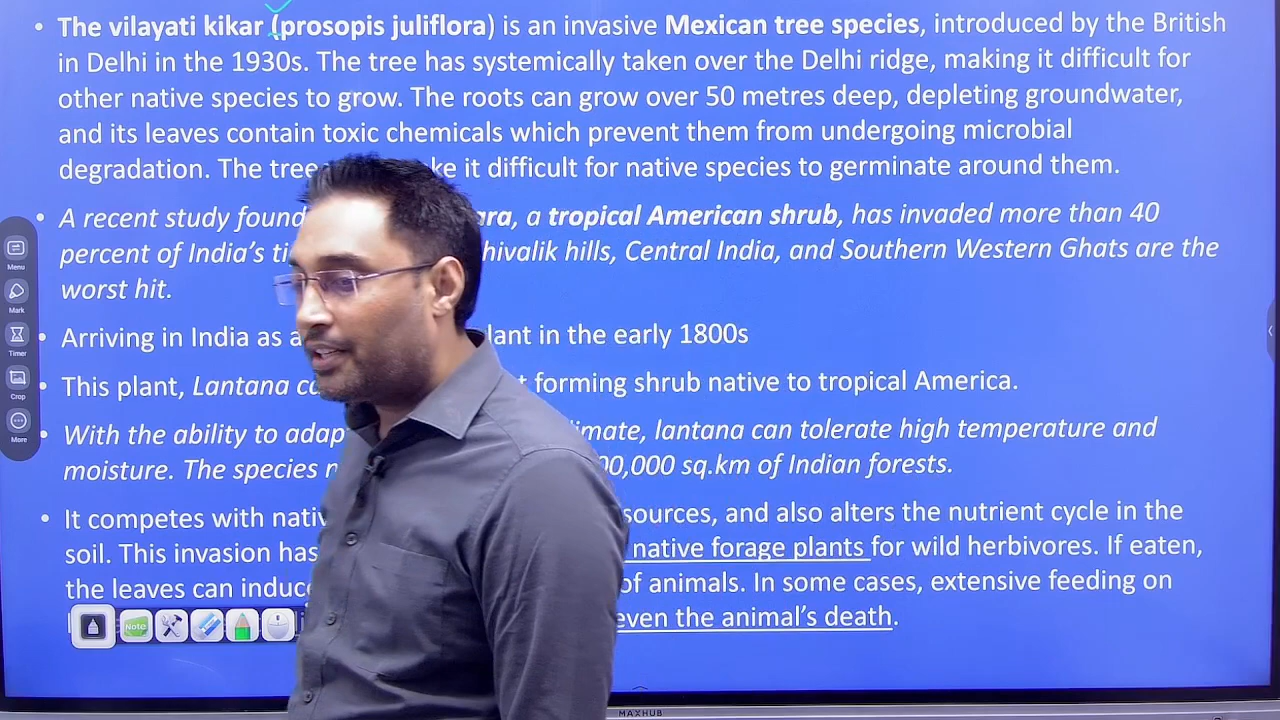 • The vilayati kikar (prosopis juliflora) is an invasive Mexican tree species, introduced by the British
in Delhi in the 1930s. The tree has systemically taken over the Delhi ridge, making it difficult for
other native species to grow. The roots can grow over 50 metres deep, depleting groundwater,
and its leaves contain toxic chemicals which prevent them from undergoing microbial
degradation. The tree ke it difficult for native species to germinate around them.
• A recent study found ara, a tropical American shrub, has invaded more than 40
percent of India's ti hivalik hills, Central India, and Southern Western Ghats are the
worst hit.
• Arriving in India as a lant in the early 1800s
• This plant, Lantana ca t forming shrub native to tropical America.
• With the ability to adap limate, lantana can tolerate high temperature and
moisture. The species 00,000 sq.km of Indian forests.
• It competes with nativ sources, and also alters the nutrient cycle in the
soil. This invasion has native forage plants for wild herbivores. If eaten,
the leaves can induc of animals. In some cases, extensive feeding on
even the animal's death.
Menu
Mark
Timer
Crop
More
Note
MAXHUB